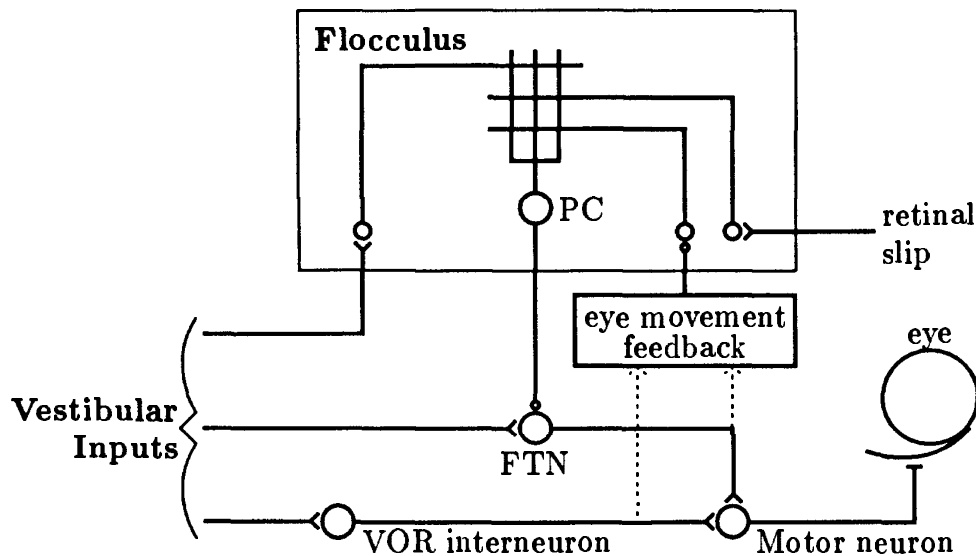 Flocculus
PC
retinal
slip
eye movement
feedback
eye
Vestibular
Inputs
FTN
VOR interneuron
Motor neuron